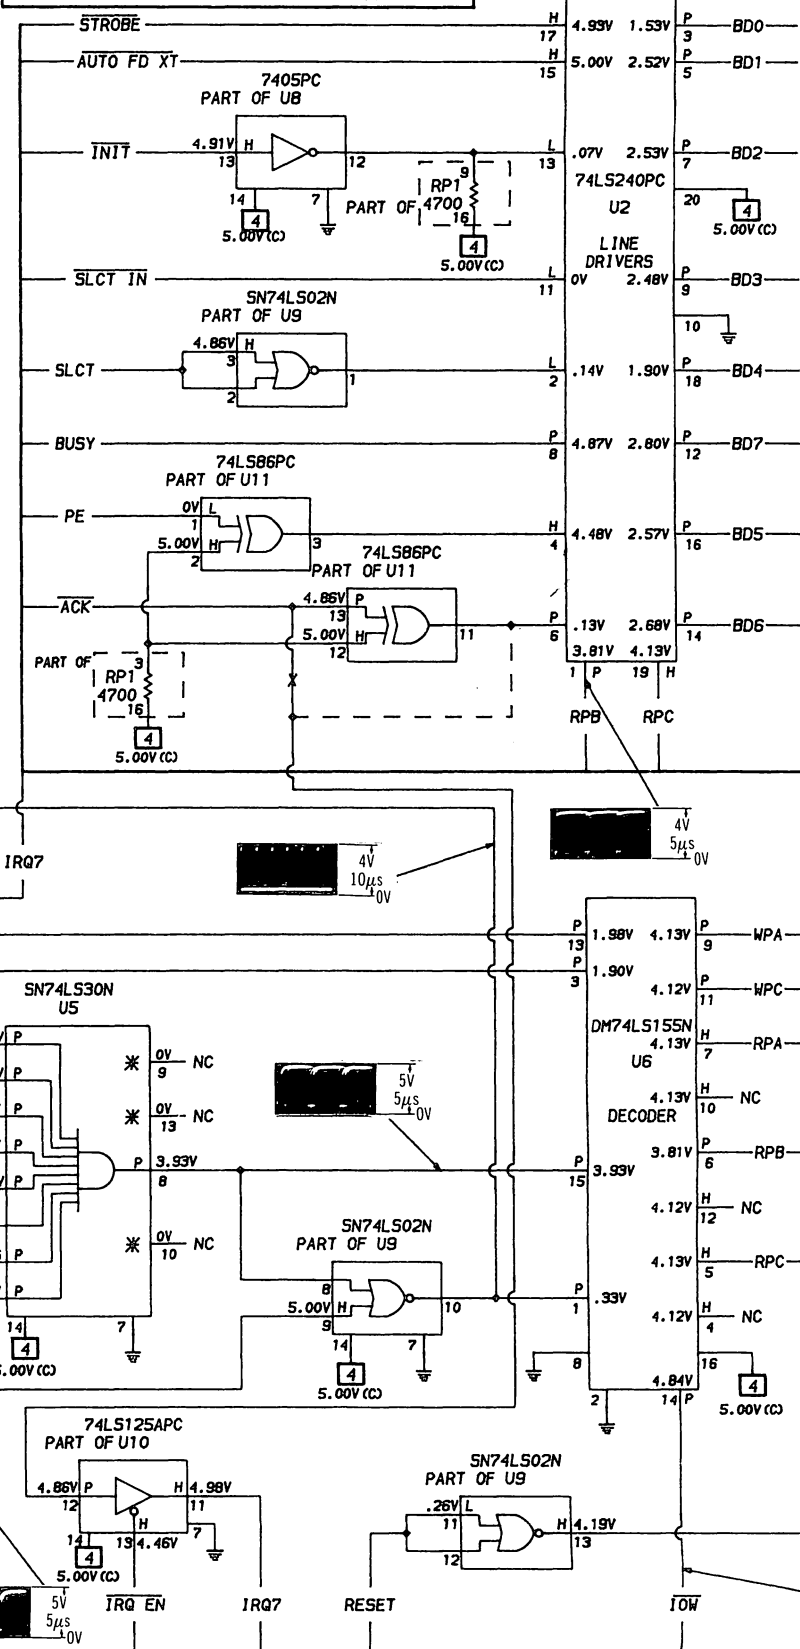 STROBE H 17 4.93V 1.53V P 3 BD0
AUTO FD XT H 15 5.00V 2.52V P 5 BD1
7405PC
PART OF U8
INIT 4.91V H 13 12 L 13 .07V 2.53V P 7 BD2
14 4 5.00V(C) 7
PART OF RP1 4700 9 16 4 5.00V(C)
74LS240PC
U2
20 4 5.00V(C)
LINE
DRIVERS
SLCT IN L 11 0V 2.48V P 9 BD3
SN74LS02N
PART OF U9
10
SLCT 4.86V H 3 2 1 L 2 .14V 1.90V P 18 BD4
BUSY P 8 4.87V 2.80V P 12 BD7
74LS86PC
PART OF U11
PE 0V L 1 5.00V H 2 3 H 4 4.48V 2.57V P 16 BD5
74LS86PC
PART OF U11
ACK 4.86V P 13 5.00V H 12 11 P 6 .13V 2.68V P 14 BD6
3.81V 4.13V
1 P 19 H
PART OF RP1 4700 3 16 4 5.00V(C)
X
RPB RPC
4V
5µs
0V
IRQ7
4V
10µs
0V
P 13 1.98V 4.13V P 9 WPA
P 3 1.90V 4.12V P 11 WPC
SN74LS30N
U5
DM74LS155N
U6
DECODER
4.13V H 7 RPA
P
0V 9 NC
P
4.13V H 10 NC
P
0V 13 NC
5V
5µs
0V
P
P
P 3.93V 8 P 15 3.93V 3.81V P 6 RPB
4.12V H 12 NC
0V 10 NC
SN74LS02N
PART OF U9
P
4.13V H 5 RPC
P
8 5.00V H 9 10 P 1 .33V
4.12V H 4 NC
14 4 7
14 4 5.00V(C) 7
8 16 4 5.00V(C)
4.84V
2 14 P
74LS125APC
PART OF U10
4.86V P 12 H 4.98V 11
H
14 4 5.00V(C) 13 4.46V 7
SN74LS02N
PART OF U9
.26V L 11 12 H 4.19V 13
5V
5µs
0V
IRQ EN IRQ7 RESET IOW